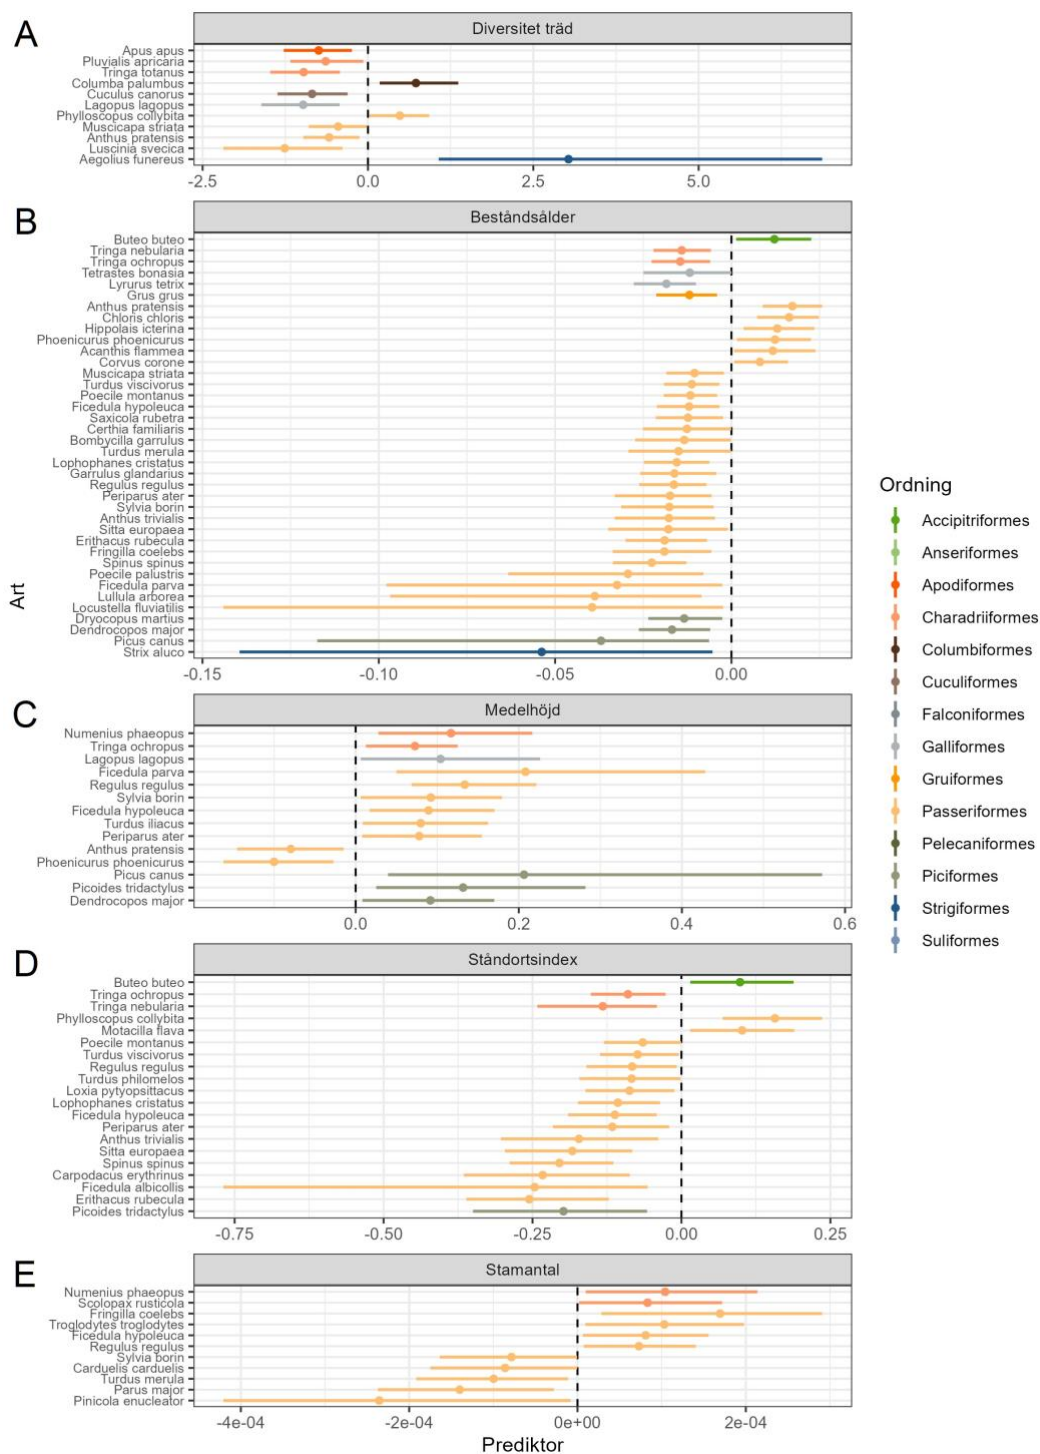 A
Diversitet träd
Apus apus
Pluvialis apricaria
Tringa totanus
Columba palumbus
Cuculus canorus
Lagopus lagopus
Phylloscopus collybita
Muscicapa striata
Anthus pratensis
Luscinia svecica
Aegolius funereus
-2.5 0.0 2.5 5.0
B
Beståndsålder
Buteo buteo
Tringa nebularia
Tringa ochropus
Tetrastes bonasia
Lyrurus tetrix
Grus grus
Anthus pratensis
Chloris chloris
Hippolais icterina
Phoenicurus phoenicurus
Acanthis flammea
Corvus corone
Muscicapa striata
Turdus viscivorus
Poecile montanus
Ficedula hypoleuca
Saxicola rubetra
Certhia familiaris
Bombycilla garrulus
Turdus merula
Lophophanes cristatus
Garrulus glandarius
Regulus regulus
Periparus ater
Sylvia borin
Anthus trivialis
Sitta europaea
Erithacus rubecula
Fringilla coelebs
Spinus spinus
Poecile palustris
Ficedula parva
Lullula arborea
Locustella fluviatilis
Dryocopus martius
Dendrocopos major
Picus canus
Strix aluco
-0.15 -0.10 -0.05 0.00
Art
C
Medelhöjd
Numenius phaeopus
Tringa ochropus
Lagopus lagopus
Ficedula parva
Regulus regulus
Sylvia borin
Ficedula hypoleuca
Turdus iliacus
Periparus ater
Anthus pratensis
Phoenicurus phoenicurus
Picus canus
Picoides tridactylus
Dendrocopos major
0.0 0.2 0.4 0.6
D
Ståndortsindex
Buteo buteo
Tringa ochropus
Tringa nebularia
Phylloscopus collybita
Motacilla flava
Poecile montanus
Turdus viscivorus
Regulus regulus
Turdus philomelos
Loxia pytyopsittacus
Lophophanes cristatus
Ficedula hypoleuca
Periparus ater
Anthus trivialis
Sitta europaea
Spinus spinus
Carpodacus erythrinus
Ficedula albicollis
Erithacus rubecula
Picoides tridactylus
-0.75 -0.50 -0.25 0.00 0.25
E
Stamantal
Numenius phaeopus
Scolopax rusticola
Fringilla coelebs
Troglodytes troglodytes
Ficedula hypoleuca
Regulus regulus
Sylvia borin
Carduelis carduelis
Turdus merula
Parus major
Pinicola enucleator
-4e-04 -2e-04 0e+00 2e-04
Prediktor
Ordning
Accipitriformes
Anseriformes
Apodiformes
Charadriiformes
Columbiformes
Cuculiformes
Falconiformes
Galliformes
Gruiformes
Passeriformes
Pelecaniformes
Piciformes
Strigiformes
Suliformes